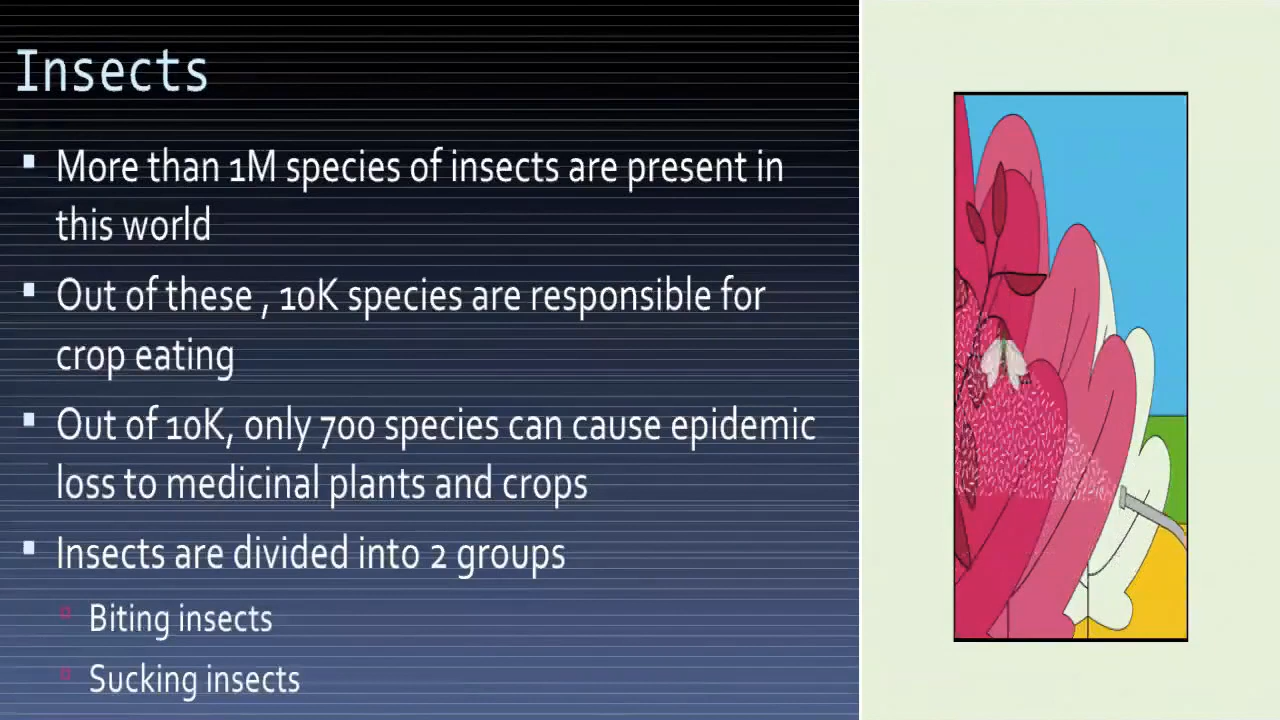 Insects
More than 1M species of insects are present in
this world
Out of these , 10K species are responsible for
crop eating
Out of 10K, only 700 species can cause epidemic
loss to medicinal plants and crops
Insects are divided into 2 groups
Biting insects
Sucking insects